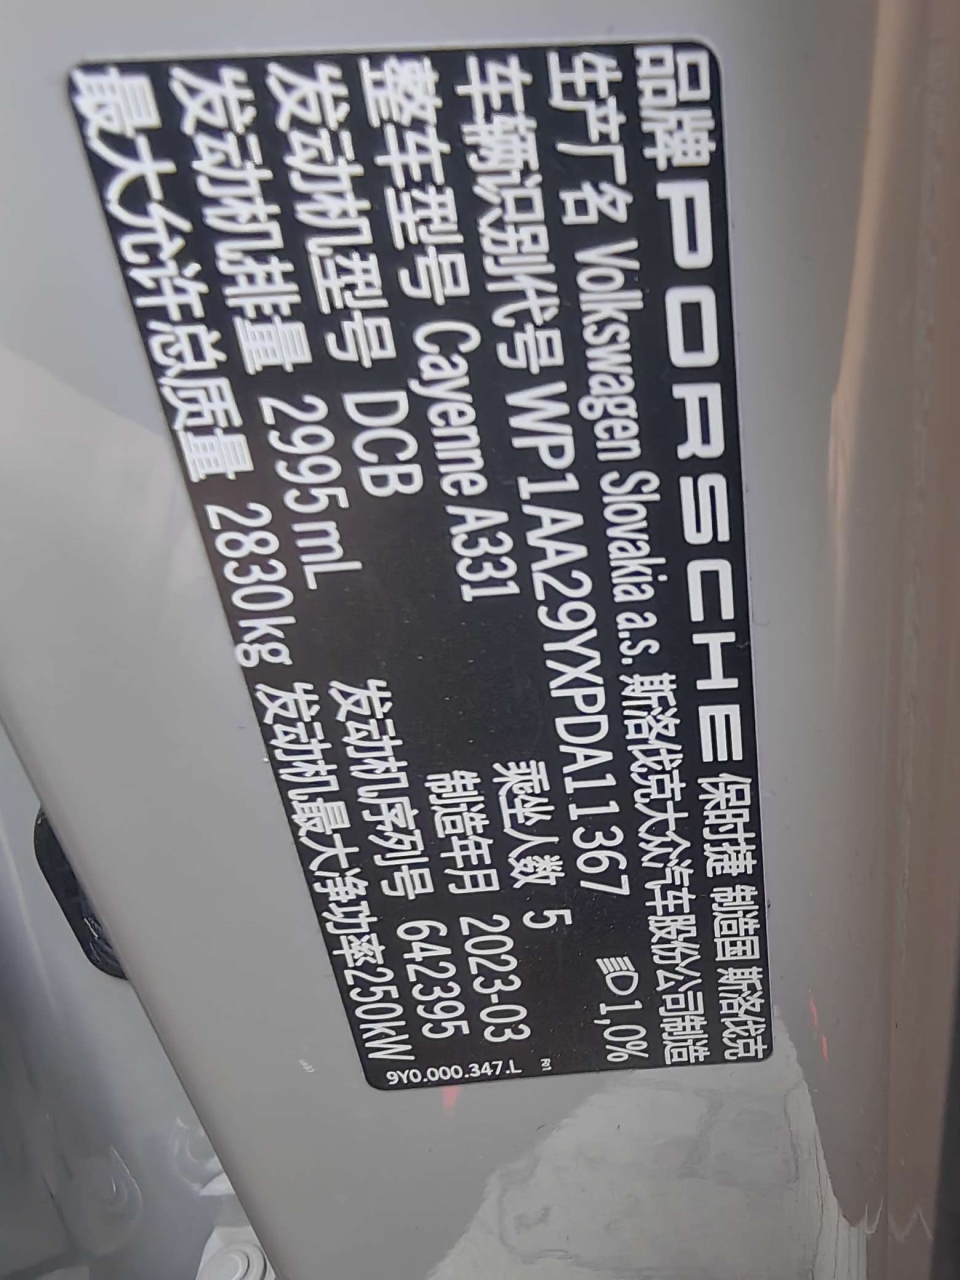 品牌 PORSCHE 保时捷 制造国 斯洛伐克
生产厂名 Volkswagen Slovakia a.s. 斯洛伐克大众汽车股份公司制造
车辆识别代号 WP1AA29YXPDA11367 1,0%
整车型号 Cayenne A331 乘坐人数 5
发动机型号 DCB 制造年月 2023-03
发动机排量 2995mL 发动机序列号 642395
最大允许总质量 2830kg 发动机最大净功率250kW
9Y0.000.347.L